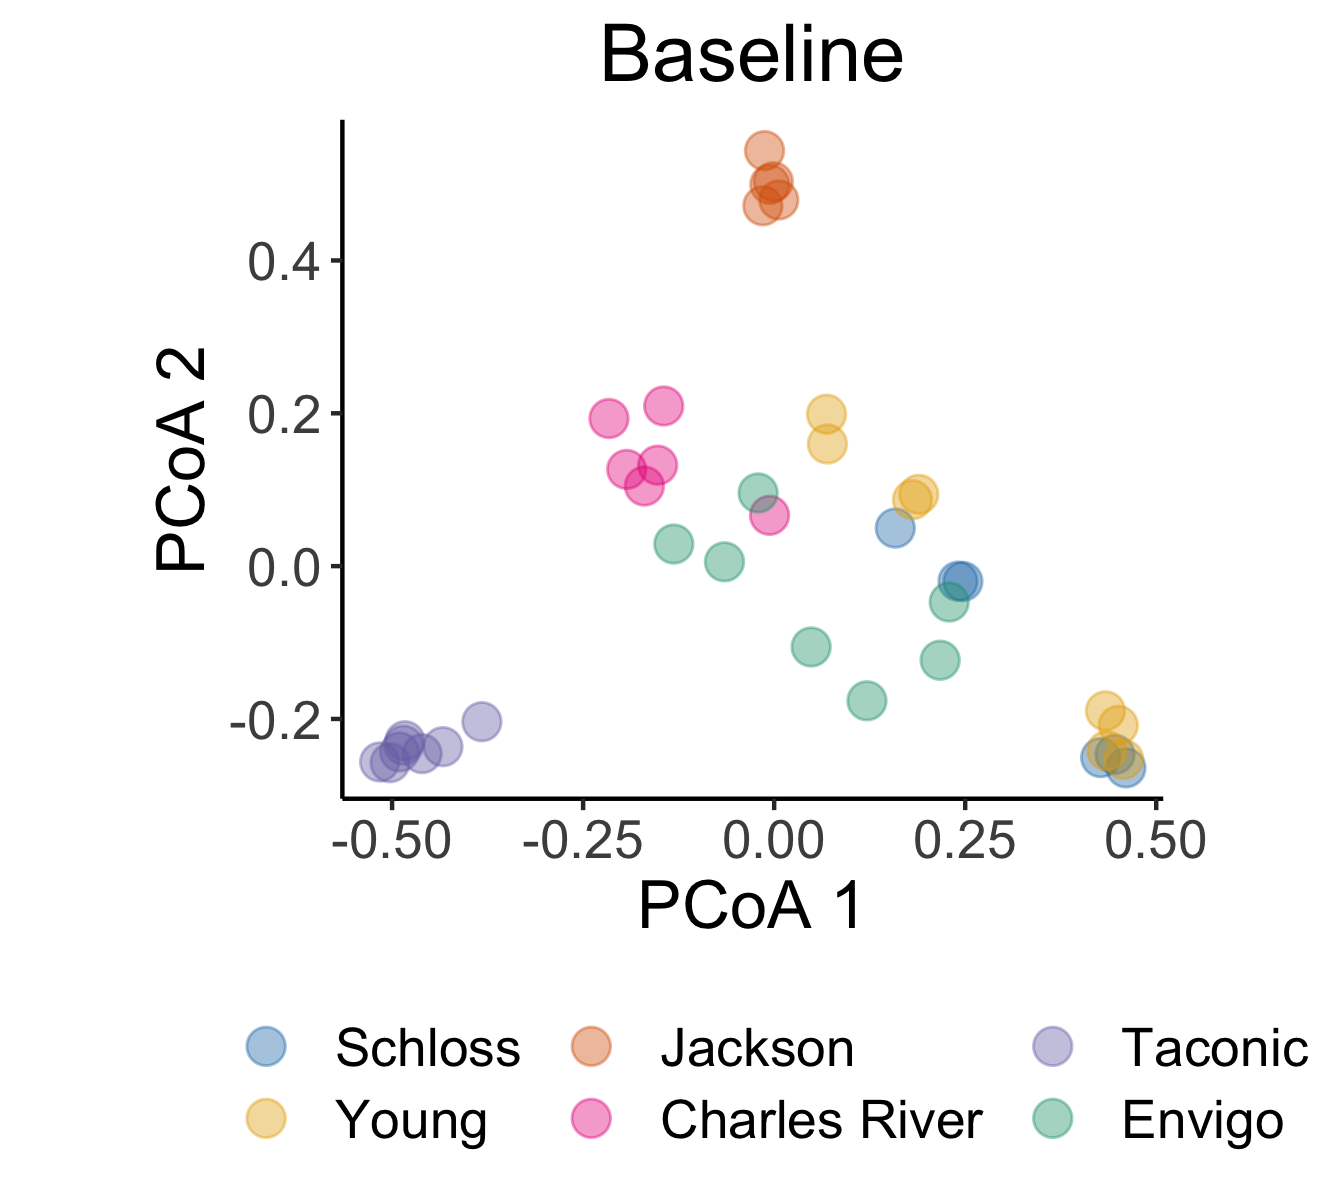 Baseline
PCoA 2
0.4
0.2
0.0
-0.2
-0.50 -0.25 0.00 0.25 0.50
PCoA 1
Schloss Jackson Taconic
Young Charles River Envigo